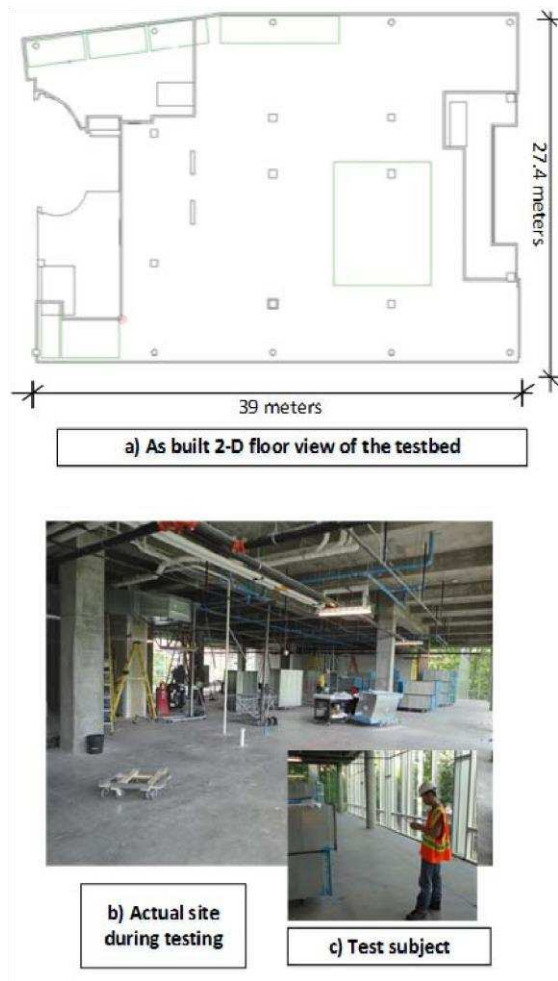 27.4 meters
39 meters
a) As built 2-D floor view of the testbed
b) Actual site
during testing
c) Test subject